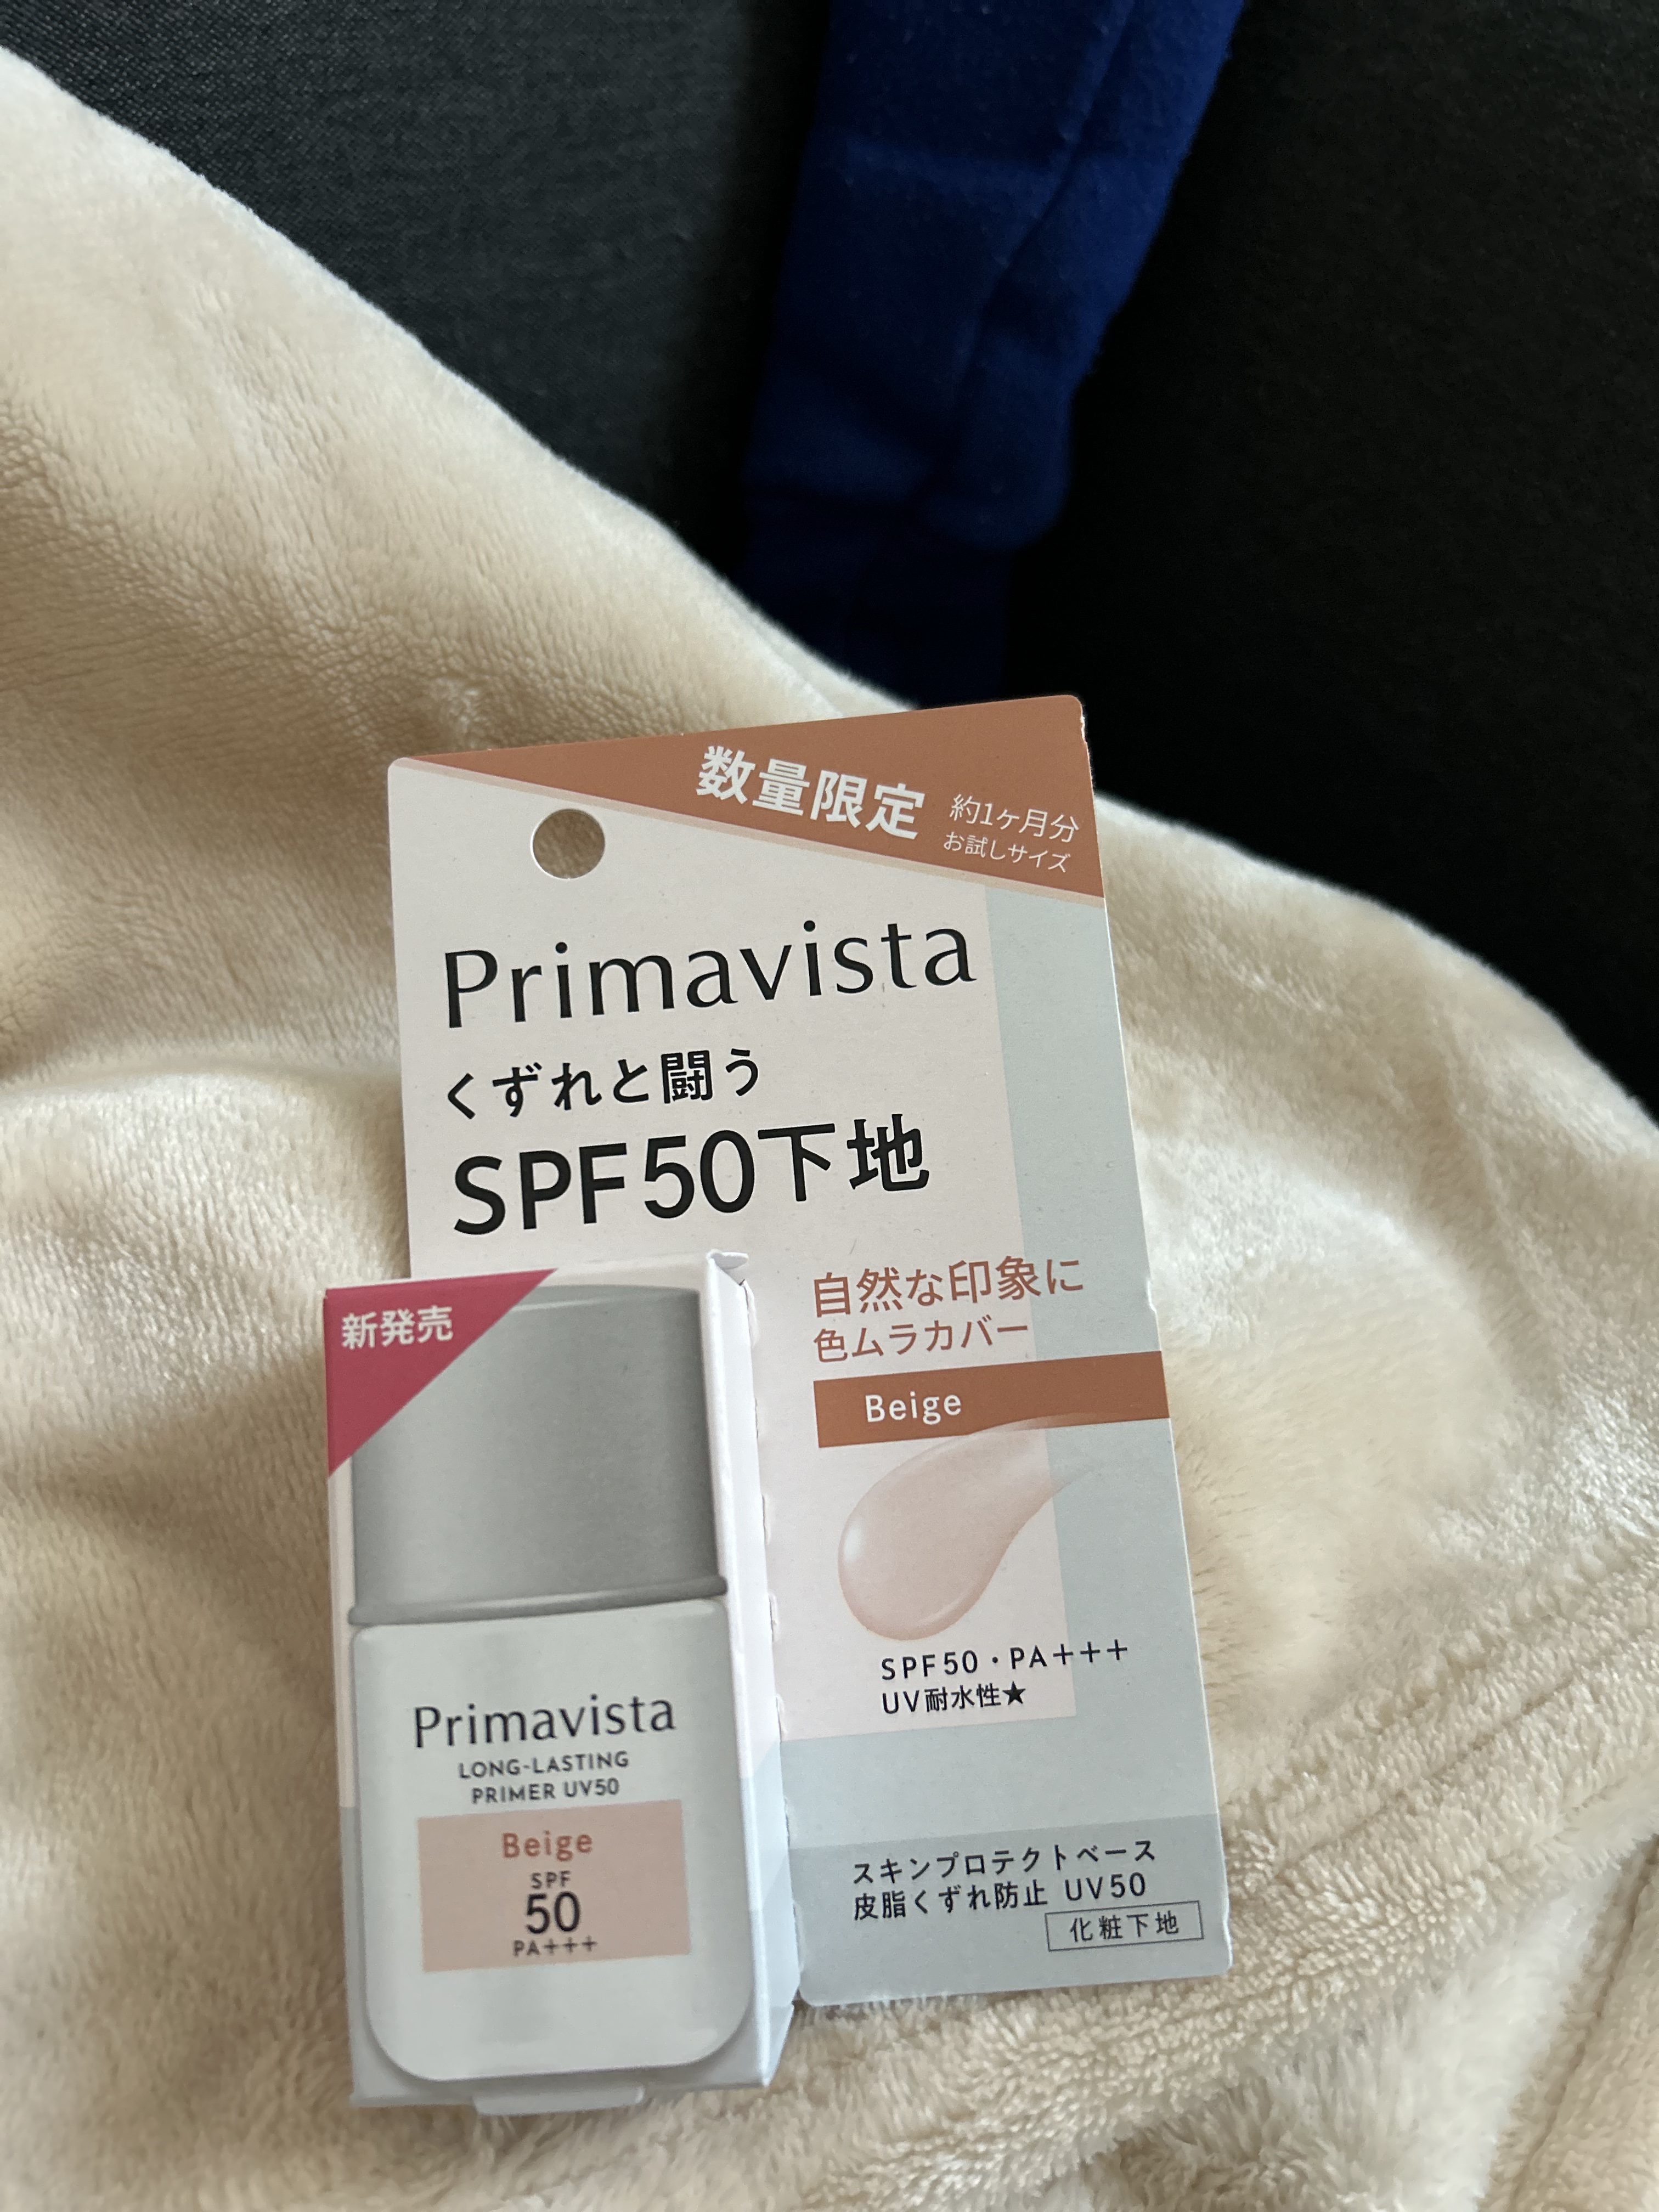 数量限定
約1ヶ月分
お試しサイズ
Primavista
くずれと闘う
SPF50下地
自然な印象に
色ムラカバー
Beige
SPF50・PA+++
UV耐水性★
スキンプロテクトベース
皮脂くずれ防止 UV50
化粧下地
新発売
Primavista
LONG-LASTING
PRIMER UV50
Beige
SPF
50
PA+++